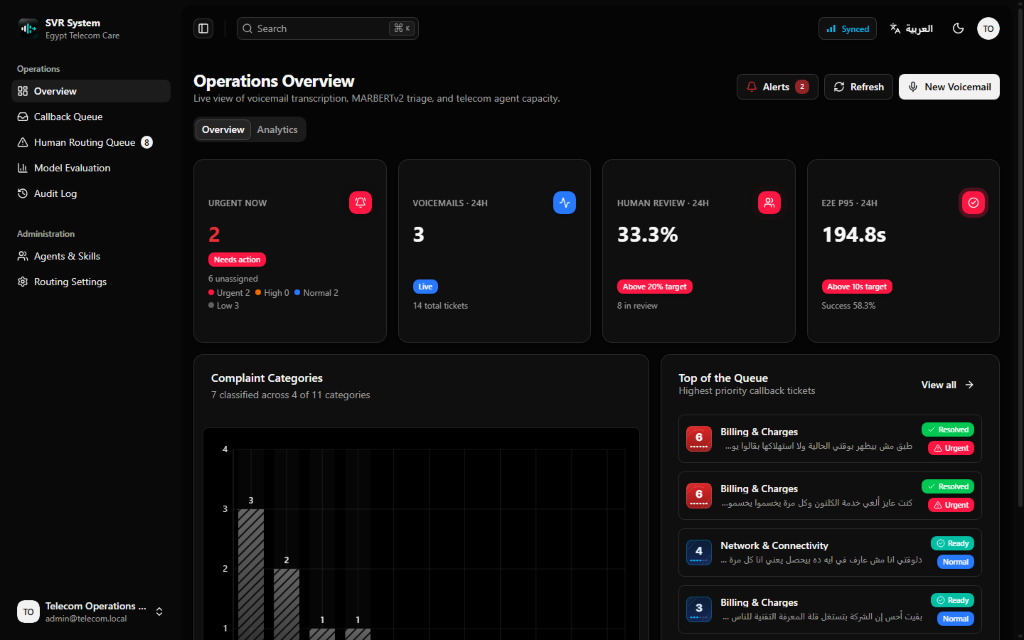 SVR System
Egypt Telecom Care
Search
⌘ K
Synced
العربية
TO
Operations
Overview
Callback Queue
Human Routing Queue 8
Model Evaluation
Audit Log
Administration
Agents & Skills
Routing Settings
Operations Overview
Live view of voicemail transcription, MARBERTv2 triage, and telecom agent capacity.
Alerts 2
Refresh
New Voicemail
Overview Analytics
URGENT NOW
2
Needs action
6 unassigned
Urgent 2 High 0 Normal 2
Low 3
VOICEMAILS · 24H
3
Live
14 total tickets
HUMAN REVIEW · 24H
33.3%
Above 20% target
8 in review
E2E P95 · 24H
194.8s
Above 10s target
Success 58.3%
Complaint Categories
7 classified across 4 of 11 categories
4
3
2
1
3
2
1
1
Top of the Queue
Highest priority callback tickets
View all
6
Billing & Charges
طبق مش بيظهر بوقتي الحالية ولا استهلاكها بقالوا يو...
Resolved
Urgent
6
Billing & Charges
كنت عايز ألغي خدمة الكلتون وكل مرة يخسموا يخسمو...
Resolved
Urgent
4
Network & Connectivity
دلوقتي انا مش عارف في ايه ده بيحصل يعني انا كل مرة ...
Ready
Normal
3
Billing & Charges
بقيت أحس إن الشركة بتستغل قلة المعرفة التقنية للناس ...
Ready
Normal
TO
Telecom Operations ...
admin@telecom.local